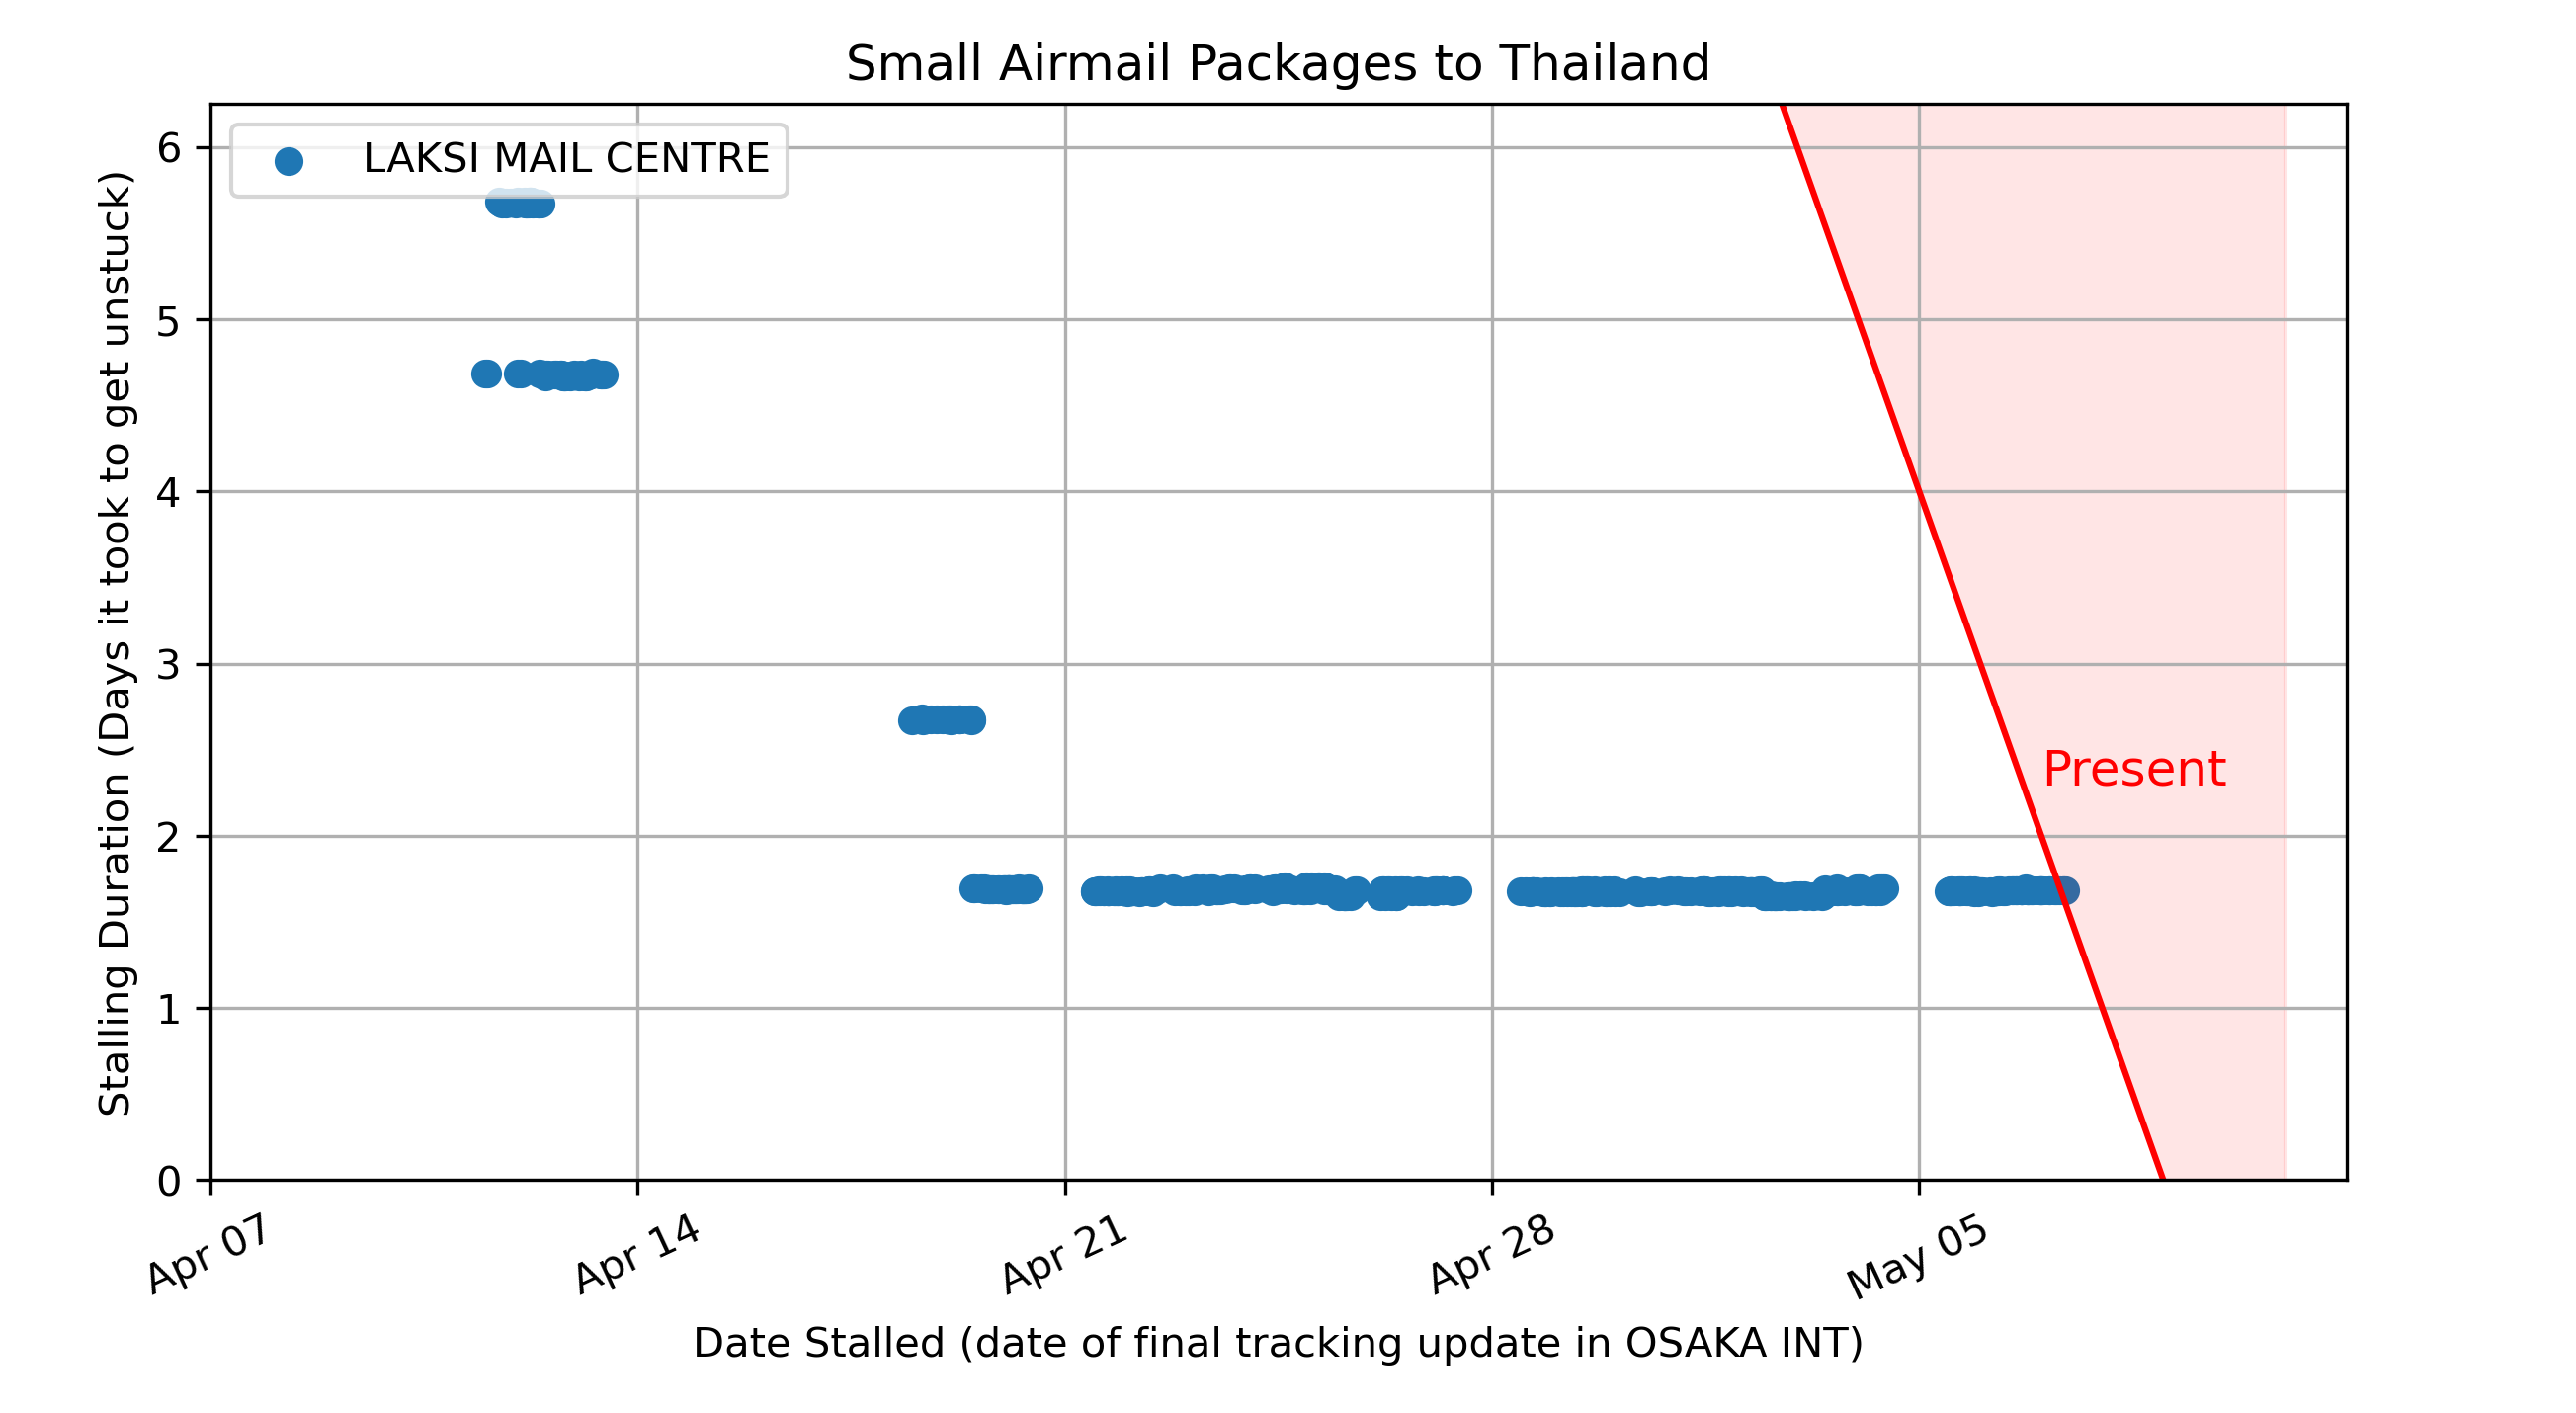 Small Airmail Packages to Thailand
LAKSI MAIL CENTRE
Stalling Duration (Days it took to get unstuck)
6
5
4
3
2
1
0
Present
Apr 07
Apr 14
Apr 21
Apr 28
May 05
Date Stalled (date of final tracking update in OSAKA INT)